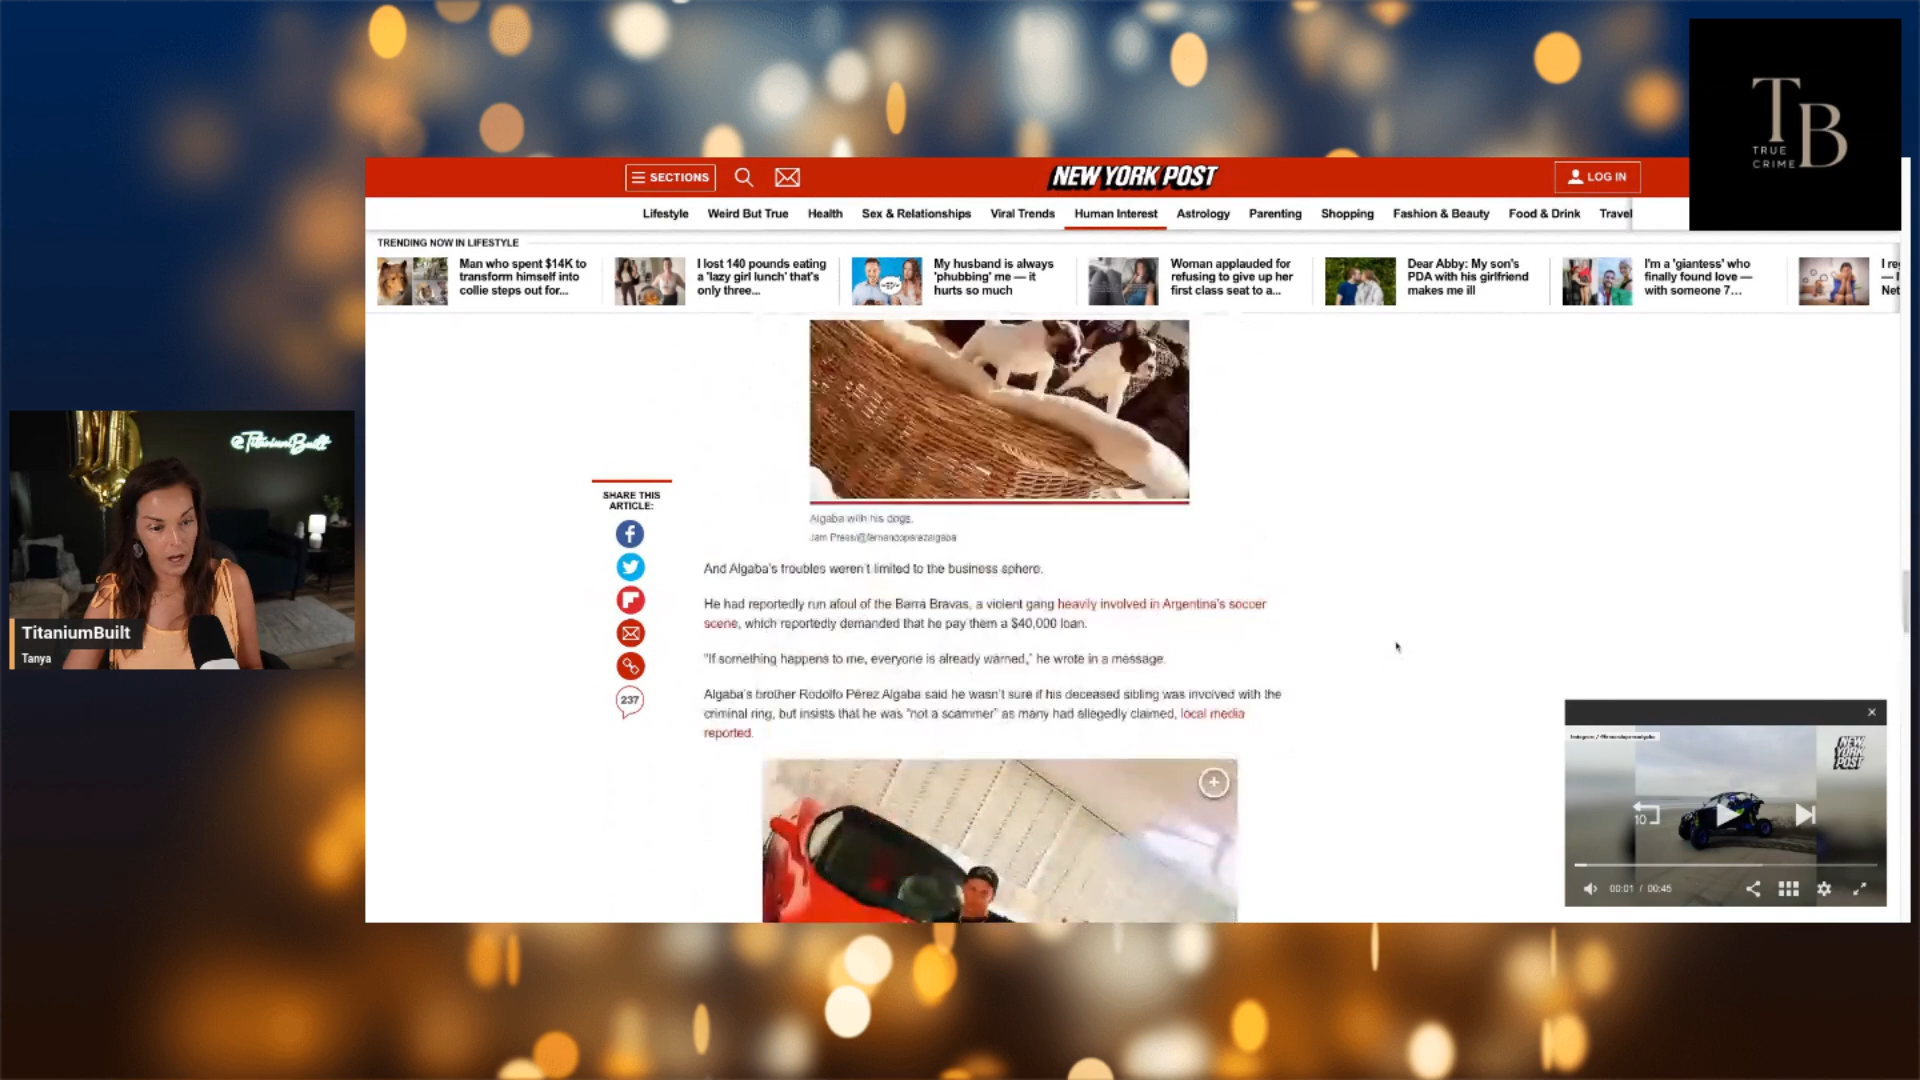 T B
TRUE
CRIME
SECTIONS
NEW YORK POST
LOG IN
Lifestyle Weird But True Health Sex & Relationships Viral Trends Human Interest Astrology Parenting Shopping Fashion & Beauty Food & Drink Travel
TRENDING NOW IN LIFESTYLE
Man who spent $14K to
transform himself into
collie steps out for...
I lost 140 pounds eating
a 'lazy girl lunch' that's
only three...
My husband is always
'phubbing' me — it
hurts so much
Woman applauded for
refusing to give up her
first class seat to a...
Dear Abby: My son's
PDA with his girlfriend
makes me ill
I'm a 'giantess' who
finally found love —
with someone 7...
SHARE THIS
ARTICLE:
237
Algaba with his dogs.
Jam Press/@fernandoperezalgaba
And Algaba's troubles weren't limited to the business sphere.
He had reportedly run afoul of the Barra Bravas, a violent gang heavily involved in Argentina's soccer
scene, which reportedly demanded that he pay them a $40,000 loan.
"If something happens to me, everyone is already warned," he wrote in a message.
Algaba's brother Rodolfo Pérez Algaba said he wasn't sure if his deceased sibling was involved with the
criminal ring, but insists that he was "not a scammer" as many had allegedly claimed, local media
reported.
@TitaniumBuilt
TitaniumBuilt
Tanya
NEW
YORK
POST
10
00:01 / 00:45